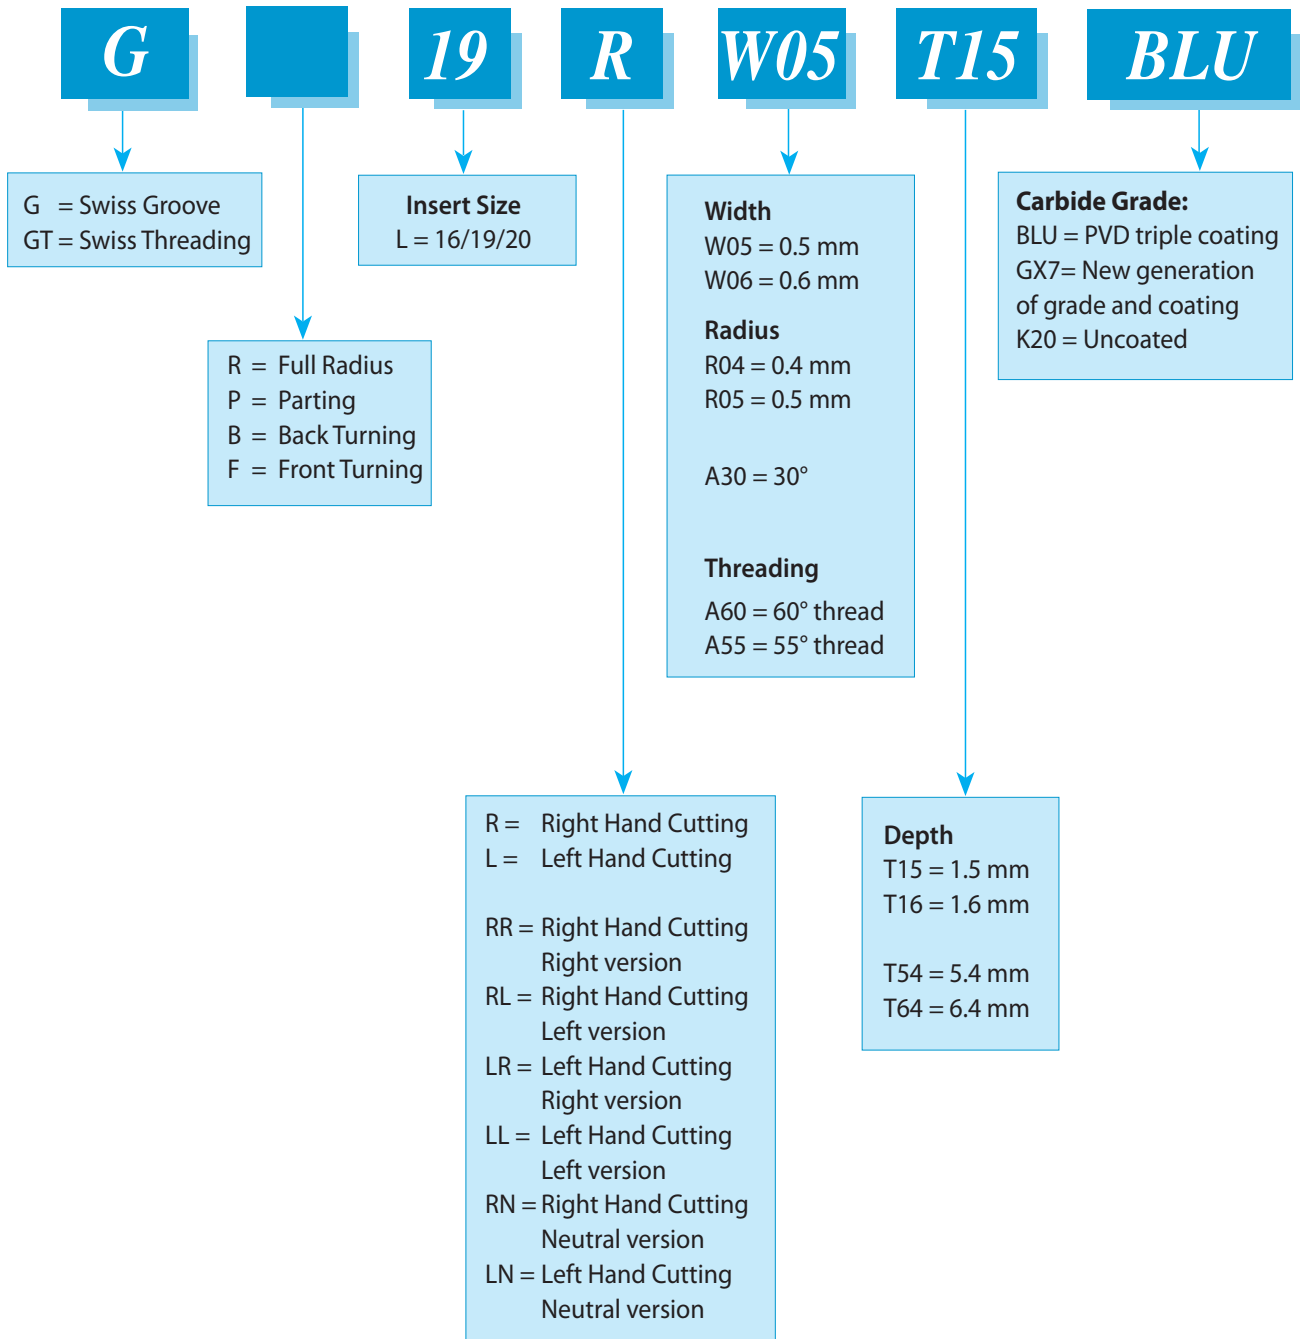 G 19 R W05 T15 BLU
G = Swiss Groove
GT = Swiss Threading
R = Full Radius
P = Parting
B = Back Turning
F = Front Turning
Insert Size
L = 16/19/20
R = Right Hand Cutting
L = Left Hand Cutting
RR = Right Hand Cutting
Right version
RL = Right Hand Cutting
Left version
LR = Left Hand Cutting
Right version
LL = Left Hand Cutting
Left version
RN = Right Hand Cutting
Neutral version
LN = Left Hand Cutting
Neutral version
Width
W05 = 0.5 mm
W06 = 0.6 mm
Radius
R04 = 0.4 mm
R05 = 0.5 mm
A30 = 30°
Threading
A60 = 60° thread
A55 = 55° thread
Depth
T15 = 1.5 mm
T16 = 1.6 mm
T54 = 5.4 mm
T64 = 6.4 mm
Carbide Grade:
BLU = PVD triple coating
GX7= New generation
of grade and coating
K20 = Uncoated